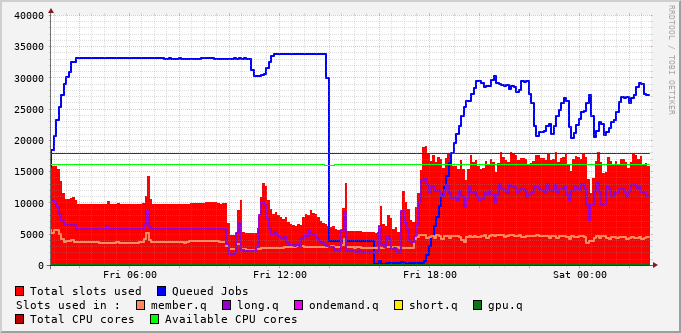 40000
35000
30000
25000
20000
15000
10000
5000
0
Fri 06:00 Fri 12:00 Fri 18:00 Sat 00:00
RRDTOOL / TOBI OETIKER
Total slots used Queued Jobs
Slots used in : member.q long.q ondemand.q short.q gpu.q
Total CPU cores Available CPU cores